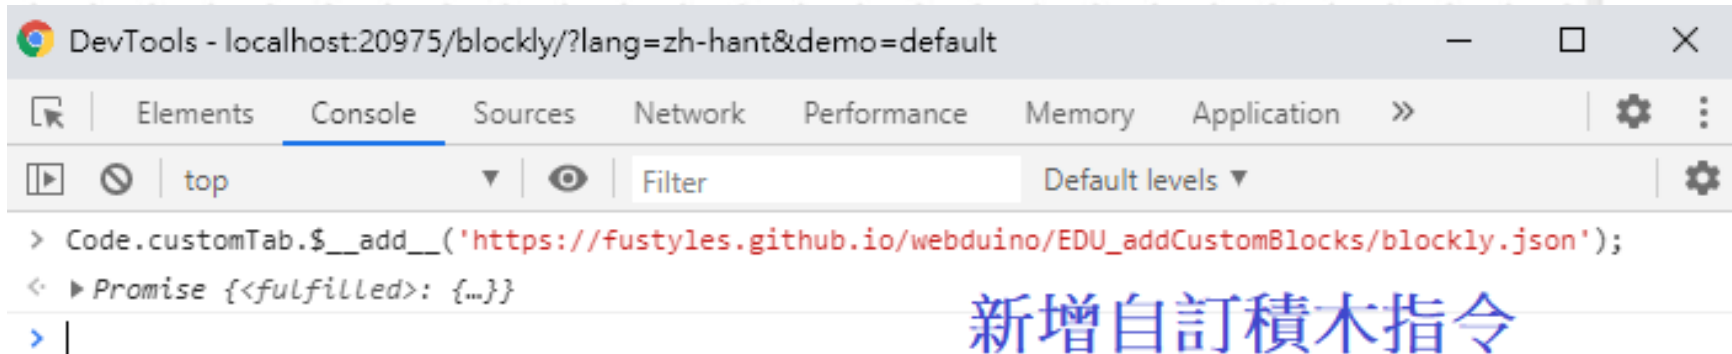 DevTools - localhost:20975/blockly/?lang=zh-hant&demo=default
Elements Console Sources Network Performance Memory Application »
top ▼ Filter Default levels ▼
> Code.customTab.$__add__('https://fustyles.github.io/webduino/EDU_addCustomBlocks/blockly.json');
<· ▶ Promise {<fulfilled>: {…}}
>
新增自訂積木指令